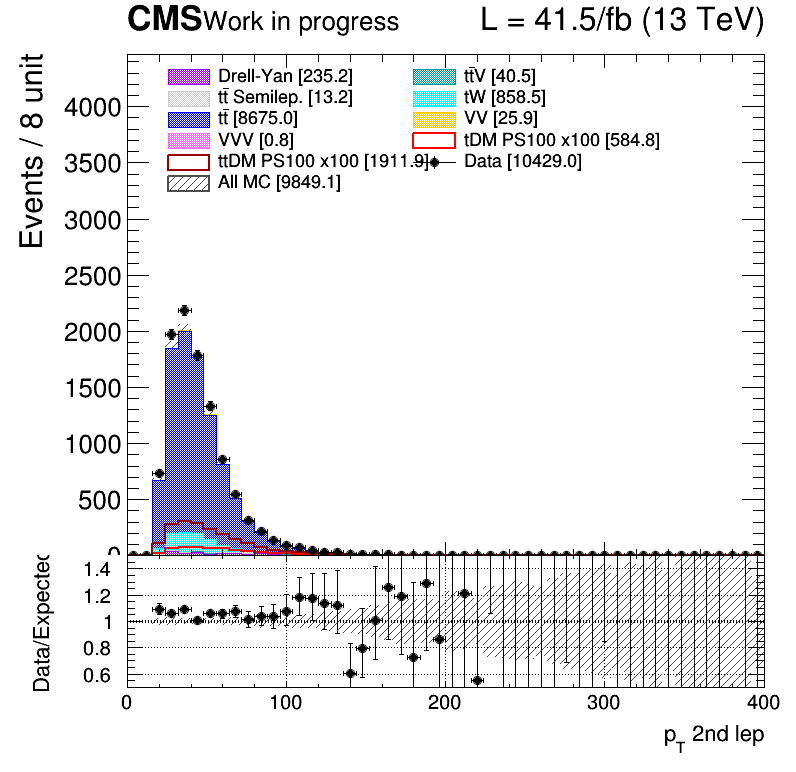 CMS Work in progress L = 41.5/fb (13 TeV)
Events / 8 unit
4000
3500
3000
2500
2000
1500
1000
500
0
Drell-Yan [235.2] tt̄V [40.5]
tt̄ Semilep. [13.2] tW [858.5]
tt̄ [8675.0] VV [25.9]
VVV [0.8] tDM PS100 x100 [584.8]
ttDM PS100 x100 [1911.9] Data [10429.0]
All MC [9849.1]
Data/Expected
1.4
1.2
1
0.8
0.6
0 100 200 300 400
p_T 2nd lep